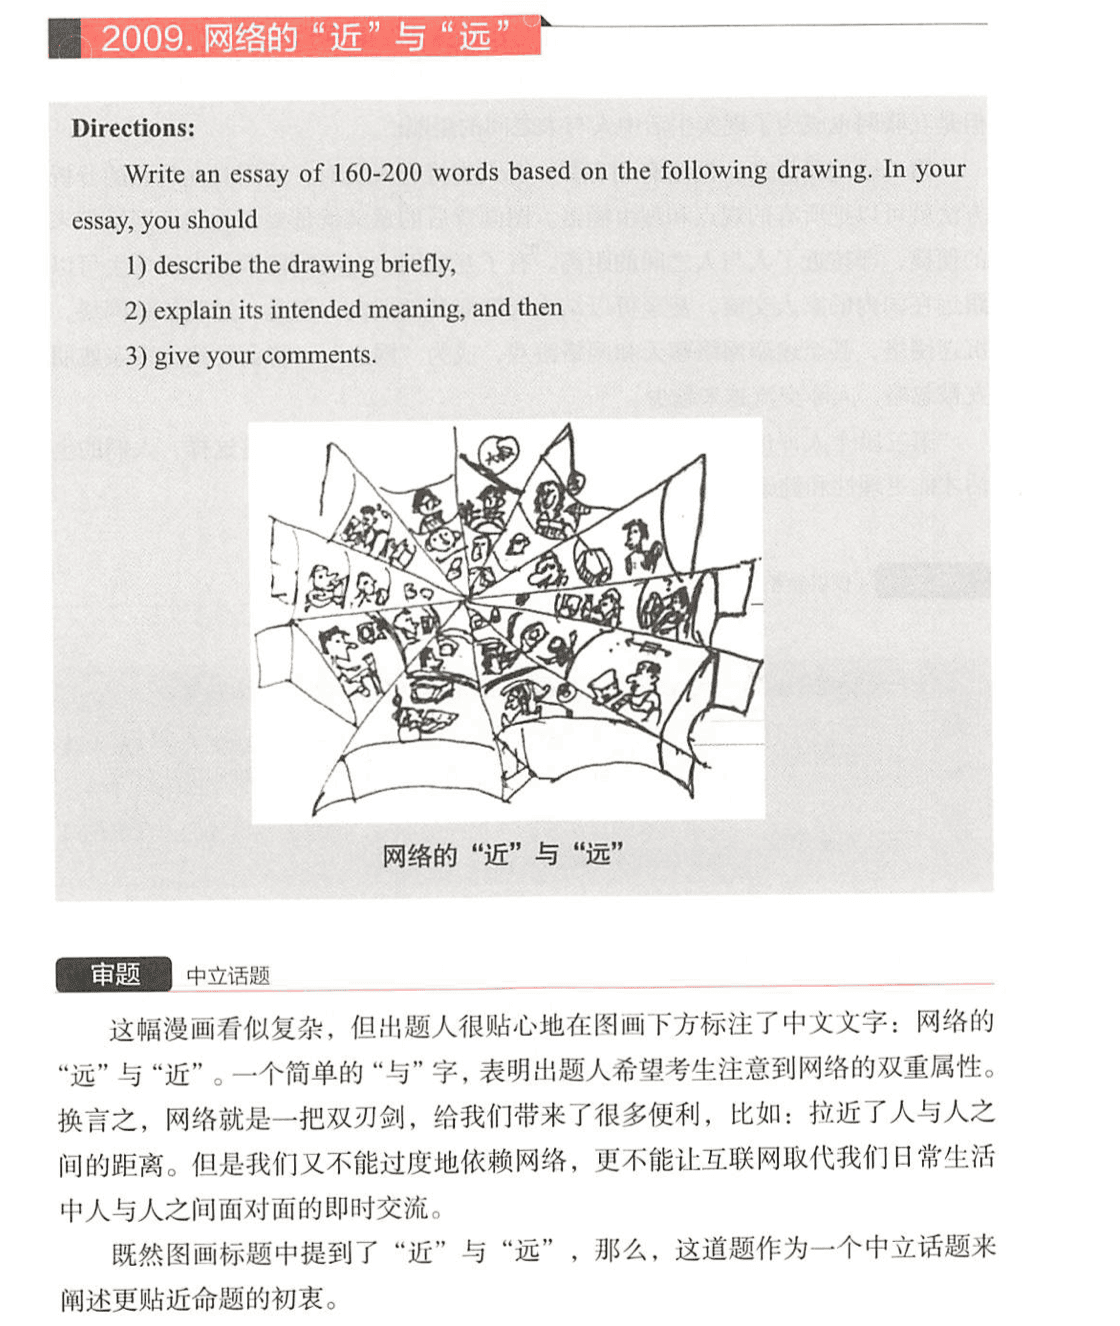 2009. 网络的“近”与“远”
Directions:
Write an essay of 160-200 words based on the following drawing. In your
essay, you should
1) describe the drawing briefly,
2) explain its intended meaning, and then
3) give your comments.
网络的“近”与“远”
审题 中立话题
这幅漫画看似复杂，但出题人很贴心地在图画下方标注了中文文字：网络的
“远”与“近”。一个简单的“与”字，表明出题人希望考生注意到网络的双重属性。
换言之，网络就是一把双刃剑，给我们带来了很多便利，比如：拉近了人与人之
间的距离。但是我们又不能过度地依赖网络，更不能让互联网取代我们日常生活
中人与人之间面对面的即时交流。
既然图画标题中提到了“近”与“远”，那么，这道题作为一个中立话题来
阐述更贴近命题的初衷。